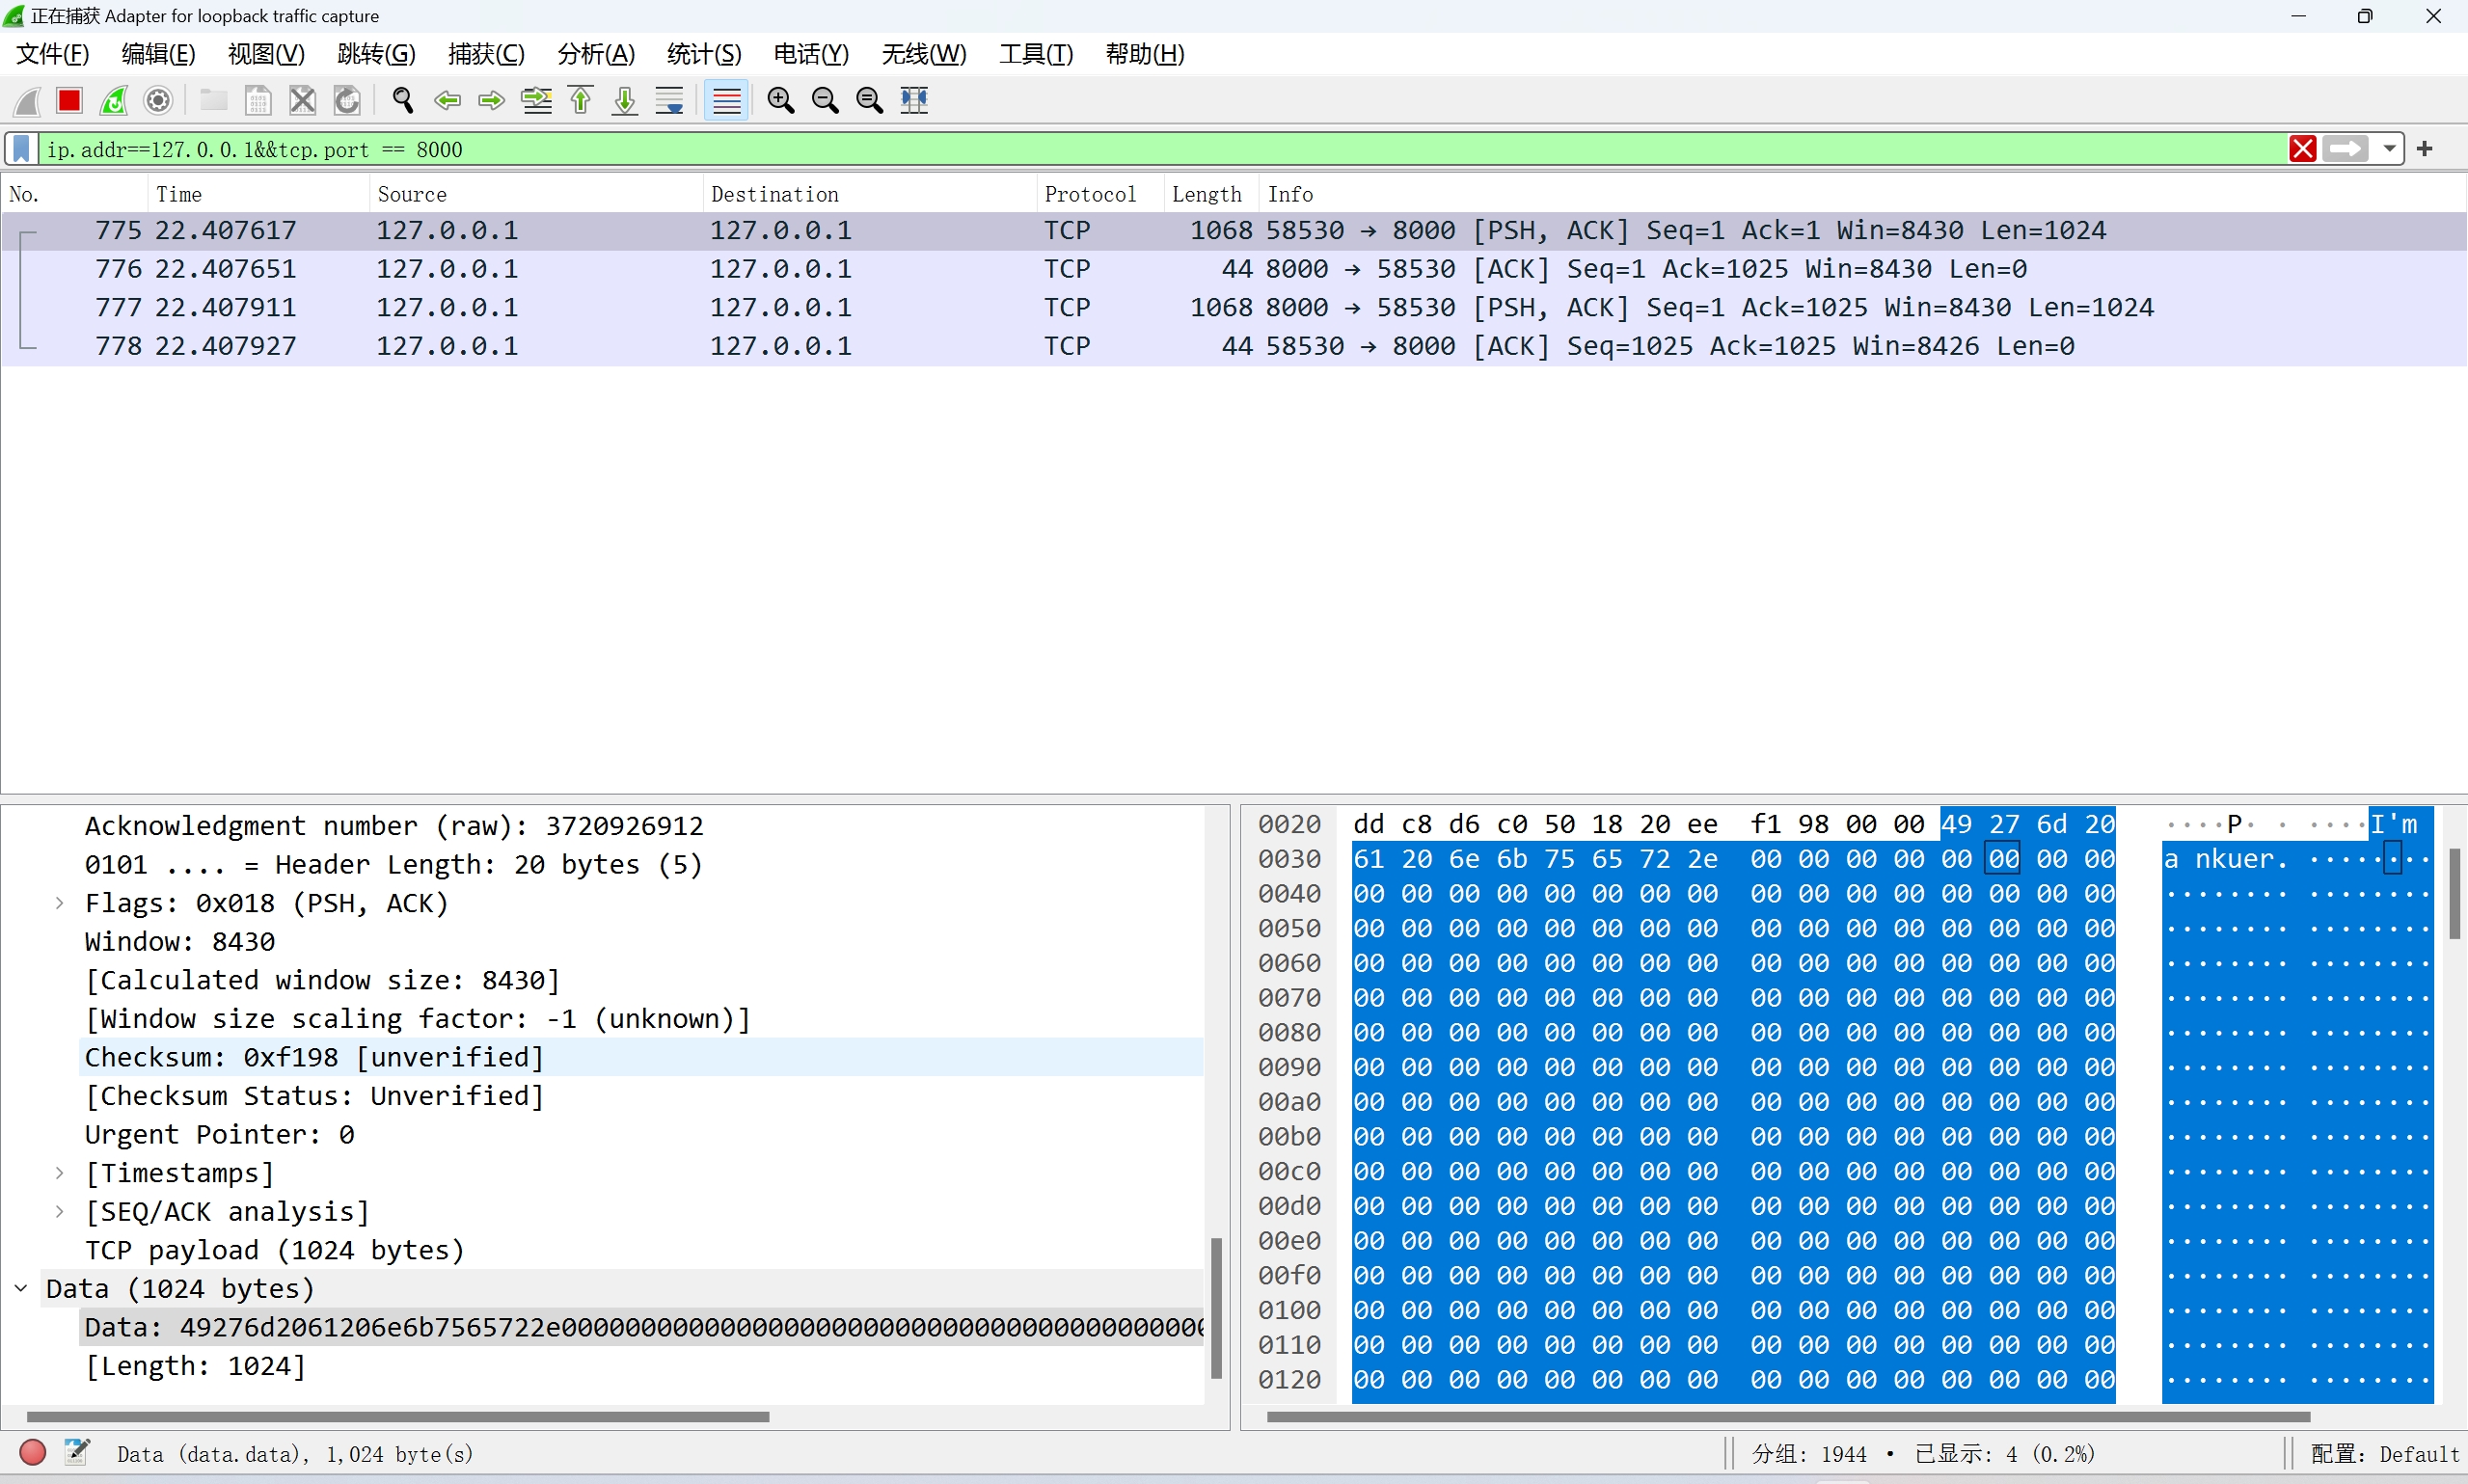 正在捕获 Adapter for loopback traffic capture
文件(F) 编辑(E) 视图(V) 跳转(G) 捕获(C) 分析(A) 统计(S) 电话(Y) 无线(W) 工具(T) 帮助(H)
ip.addr==127.0.0.1&&tcp.port == 8000
No. Time Source Destination Protocol Length Info
775 22.407617 127.0.0.1 127.0.0.1 TCP 1068 58530 → 8000 [PSH, ACK] Seq=1 Ack=1 Win=8430 Len=1024
776 22.407651 127.0.0.1 127.0.0.1 TCP 44 8000 → 58530 [ACK] Seq=1 Ack=1025 Win=8430 Len=0
777 22.407911 127.0.0.1 127.0.0.1 TCP 1068 8000 → 58530 [PSH, ACK] Seq=1 Ack=1025 Win=8430 Len=1024
778 22.407927 127.0.0.1 127.0.0.1 TCP 44 58530 → 8000 [ACK] Seq=1025 Ack=1025 Win=8426 Len=0
Acknowledgment number (raw): 3720926912
0101 .... = Header Length: 20 bytes (5)
Flags: 0x018 (PSH, ACK)
Window: 8430
[Calculated window size: 8430]
[Window size scaling factor: -1 (unknown)]
Checksum: 0xf198 [unverified]
[Checksum Status: Unverified]
Urgent Pointer: 0
[Timestamps]
[SEQ/ACK analysis]
TCP payload (1024 bytes)
Data (1024 bytes)
Data: 49276d2061206e6b7565722e00000000000000000000000000000000000000000
[Length: 1024]
0020 dd c8 d6 c0 50 18 20 ee f1 98 00 00 49 27 6d 20 ····P· · ····I'm
0030 61 20 6e 6b 75 65 72 2e 00 00 00 00 00 00 00 00 a nkuer. ········
0040 00 00 00 00 00 00 00 00 00 00 00 00 00 00 00 00 ········ ········
0050 00 00 00 00 00 00 00 00 00 00 00 00 00 00 00 00 ········ ········
0060 00 00 00 00 00 00 00 00 00 00 00 00 00 00 00 00 ········ ········
0070 00 00 00 00 00 00 00 00 00 00 00 00 00 00 00 00 ········ ········
0080 00 00 00 00 00 00 00 00 00 00 00 00 00 00 00 00 ········ ········
0090 00 00 00 00 00 00 00 00 00 00 00 00 00 00 00 00 ········ ········
00a0 00 00 00 00 00 00 00 00 00 00 00 00 00 00 00 00 ········ ········
00b0 00 00 00 00 00 00 00 00 00 00 00 00 00 00 00 00 ········ ········
00c0 00 00 00 00 00 00 00 00 00 00 00 00 00 00 00 00 ········ ········
00d0 00 00 00 00 00 00 00 00 00 00 00 00 00 00 00 00 ········ ········
00e0 00 00 00 00 00 00 00 00 00 00 00 00 00 00 00 00 ········ ········
00f0 00 00 00 00 00 00 00 00 00 00 00 00 00 00 00 00 ········ ········
0100 00 00 00 00 00 00 00 00 00 00 00 00 00 00 00 00 ········ ········
0110 00 00 00 00 00 00 00 00 00 00 00 00 00 00 00 00 ········ ········
0120 00 00 00 00 00 00 00 00 00 00 00 00 00 00 00 00 ········ ········
Data (data.data), 1,024 byte(s) 分组: 1944 · 已显示: 4 (0.2%) 配置: Default